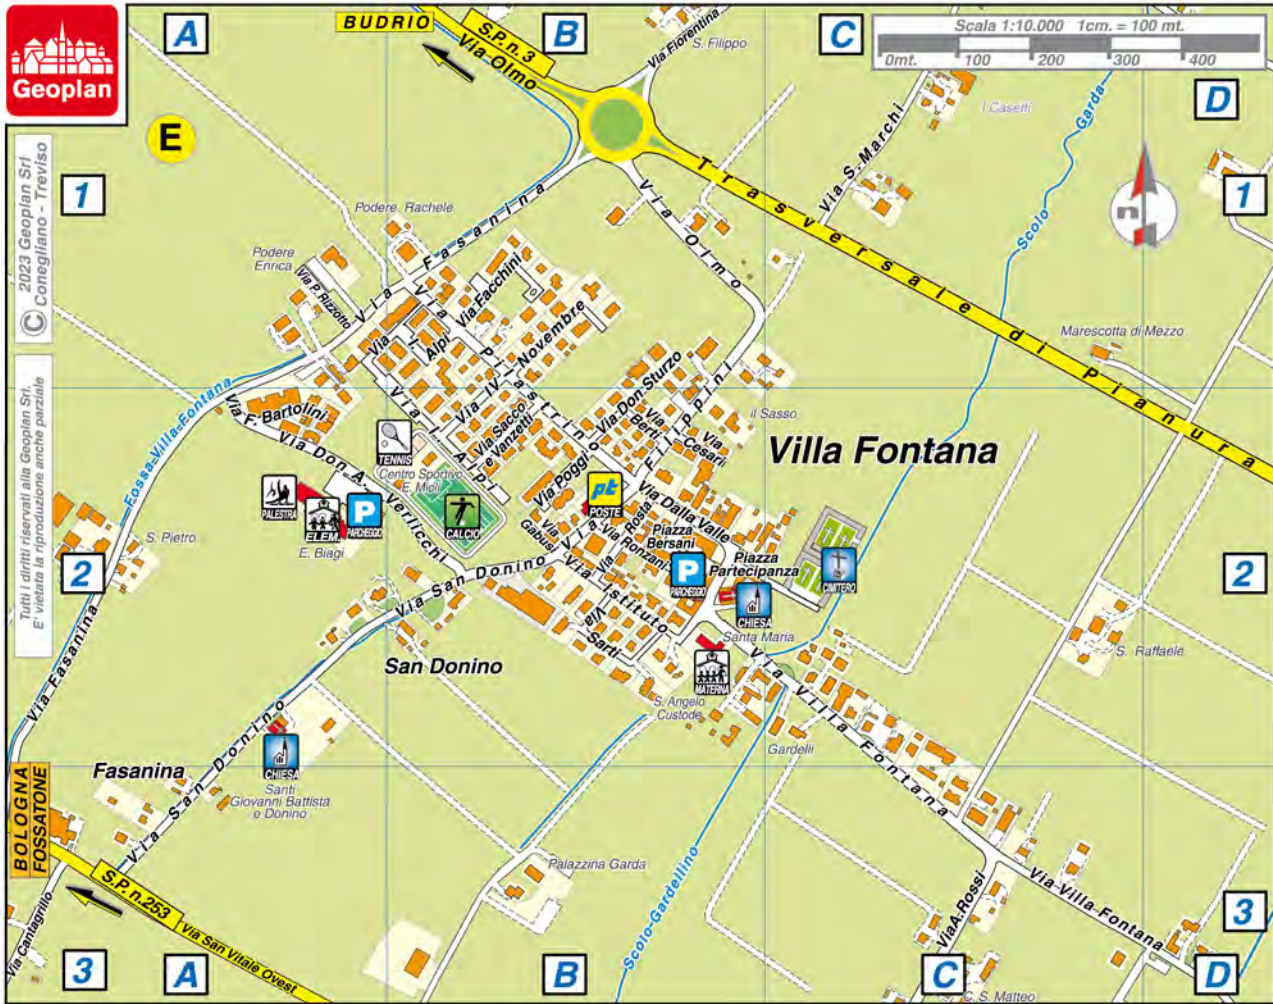 Geoplan
A
BUDRIO
S.P. n. 3
Via Olmo
B
Via Fiorentina
S. Filippo
C
Scala 1:10.000 1cm. = 100 mt.
0mt. 100 200 300 400
I Casetti
D
E
1
1
© 2023 Geoplan Srl
Conegliano - Treviso
Tutti i diritti riservati alla Geoplan Srl.
E' vietata la riproduzione anche parziale
Via S. Marchi
Scolo Garda
Trasversale di Pianura
Podere Rachele
Via Fasanina
Via Olmo
Podere
Enrica
Via P. Rizzotto
Via Facchini
Via Piastrino
Via IV Novembre
Via I. Alpi
Via I. Alpi
Marescotta di Mezzo
Fossa Villa Fontana
Via F. Bartolini
Via Don A. Verlicchi
Via Sacco
e Vanzetti
Via Don Sturzo
Via
Berti
Via
Cesari
Via Filippini
il Sasso
Villa Fontana
TENNIS
Centro Sportivo
E. Mioli
CALCIO
PALESTRA
ELEM.
E. Biagi
P
PARCHEGGIO
Via Poggi
pt
POSTE
Via Dalla Valle
Via Rosta
Via
Gabusi
Via Ronzani
Piazza
Bersani
P
PARCHEGGIO
Piazza
Partecipanza
CIMITERO
CHIESA
Santa Maria
S. Pietro
2
2
Via San Donino
Via Istituto
Via
Sarti
San Donino
MATERNA
S. Angelo
Custode
Gardelli
Via Villa Fontana
S. Raffaele
Via Fasanina
Via San Donino
CHIESA
Santi
Giovanni Battista
e Donino
Fasanina
BOLOGNA
FOSSATONE
Palazzina Garda
Scolo Gardellino
S.P. n.253
Via San Vitale Ovest
Via Cantagrillo
Via A. Rossi
Via Villa Fontana
3
3
A
B
C
D
C. S. Matteo